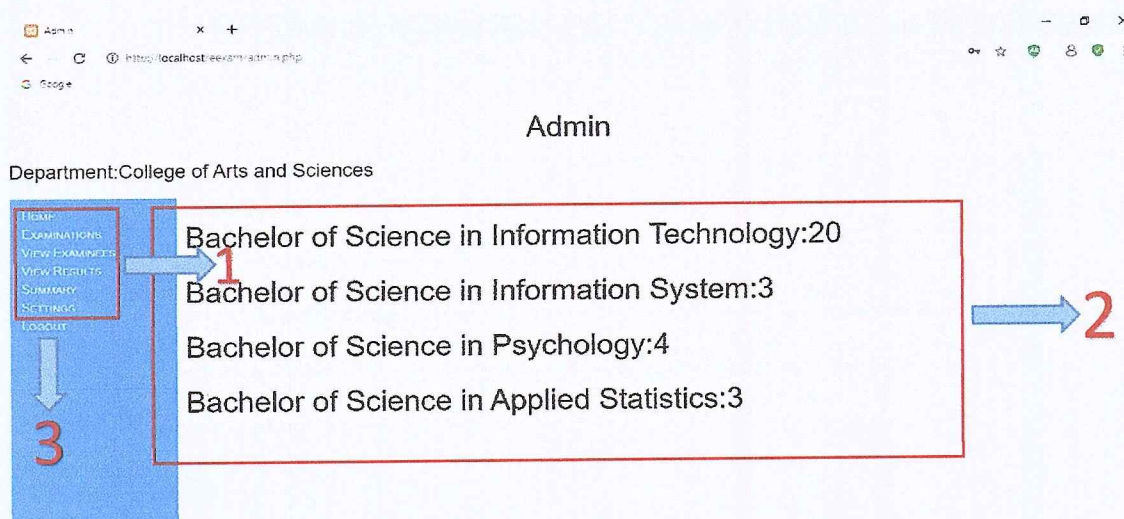 Admin
http://localhost/eexam/admin.php
Google
Admin
Department:College of Arts and Sciences
HOME
EXAMINATIONS
VIEW EXAMINEES
VIEW RESULTS
SUMMARY
SETTINGS
LOGOUT
Bachelor of Science in Information Technology:20
Bachelor of Science in Information System:3
Bachelor of Science in Psychology:4
Bachelor of Science in Applied Statistics:3
1
2
3